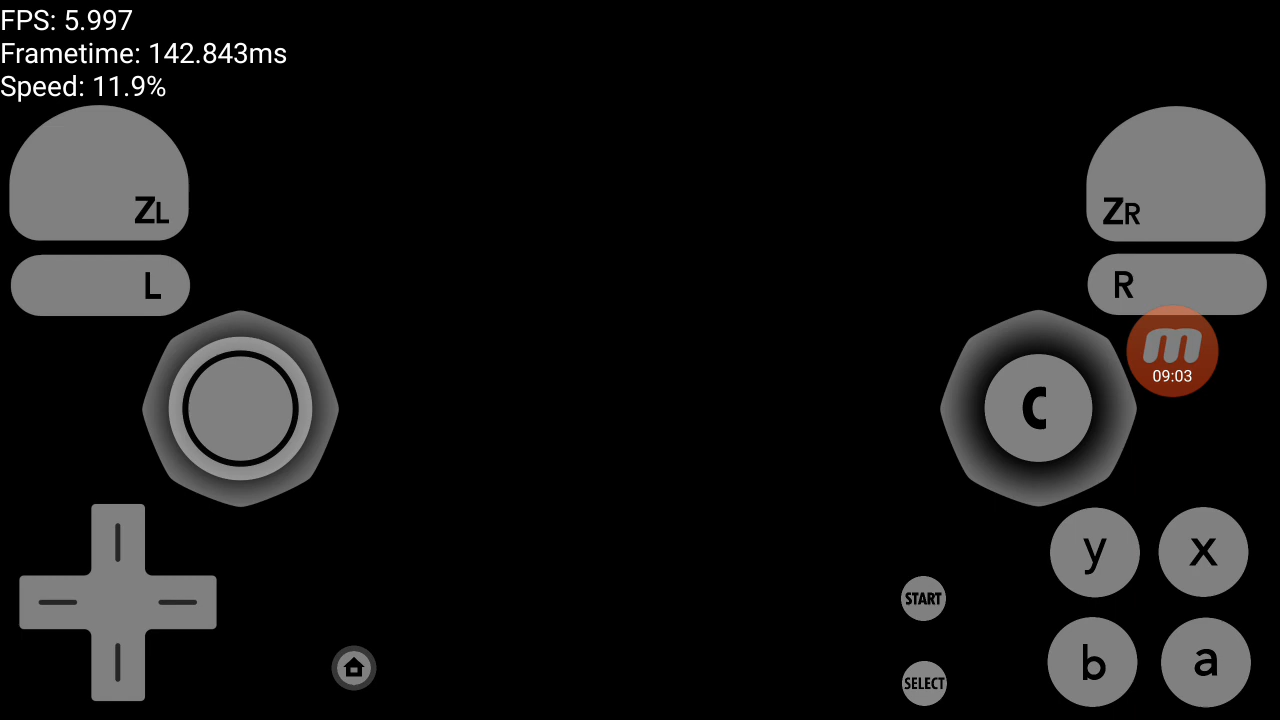 FPS: 5.997
Frametime: 142.843ms
Speed: 11.9%
ZL
ZR
L
R
m
09:03
C
y
x
START
b
a
SELECT